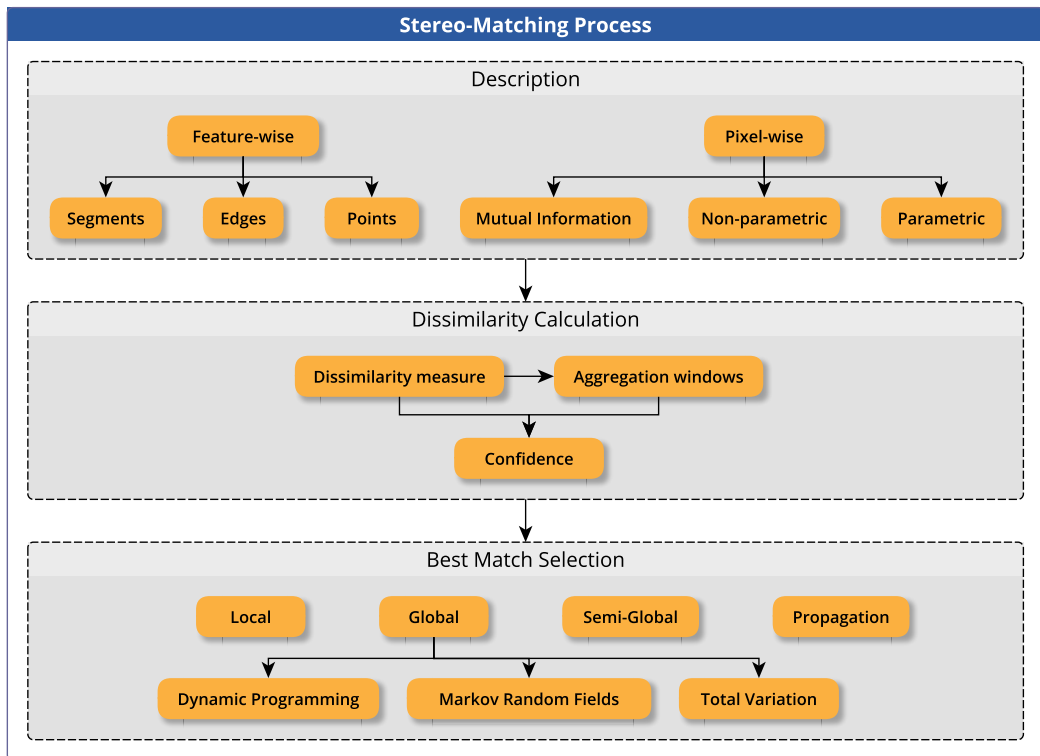 Stereo-Matching Process
Description
Feature-wise
Pixel-wise
Segments
Edges
Points
Mutual Information
Non-parametric
Parametric
Dissimilarity Calculation
Dissimilarity measure
Aggregation windows
Confidence
Best Match Selection
Local
Global
Semi-Global
Propagation
Dynamic Programming
Markov Random Fields
Total Variation